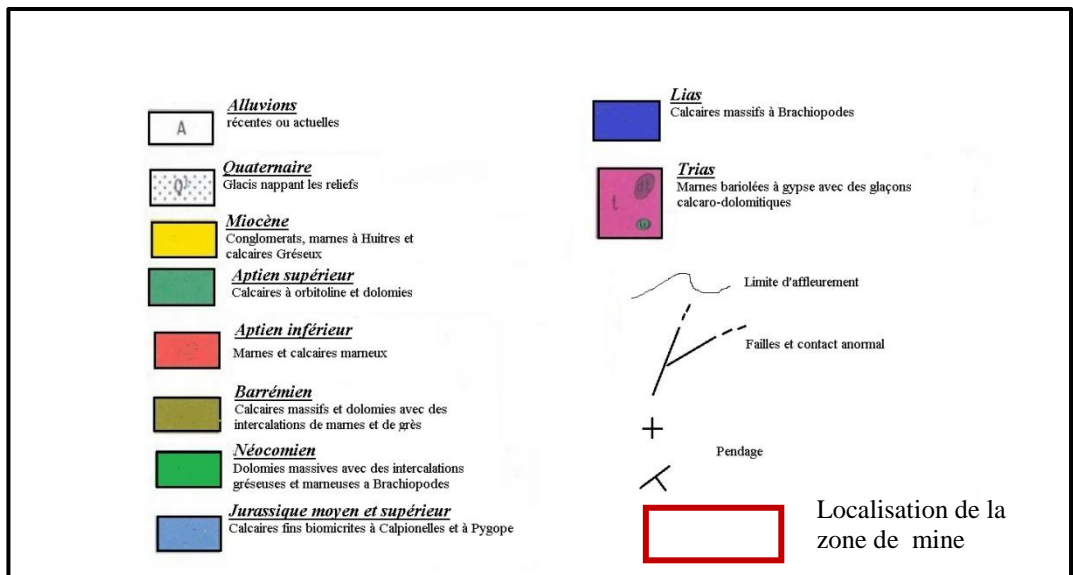 Alluvions
A
récentes ou actuelles
Quaternaire
Glacis nappant les reliefs
Miocène
Conglomerats, marnes à Huitres et
calcaires Gréseux
Aptien supérieur
Calcaires à orbitoline et dolomies
Aptien inférieur
Marnes et calcaires marneux
Barrémien
Calcaires massifs et dolomies avec des
intercalations de marnes et de grès
Néocomien
Dolomies massives avec des intercalations
gréseuses et marneuses a Brachiopodes
Jurassique moyen et supérieur
Calcaires fins biomicrites à Calpionelles et à Pygope
Lias
Calcaires massifs à Brachiopodes
Trias
Marnes bariolées à gypse avec des glaçons
calcaro-dolomitiques
t
Limite d'affleurement
Failles et contact anormal
Pendage
Localisation de la
zone de mine